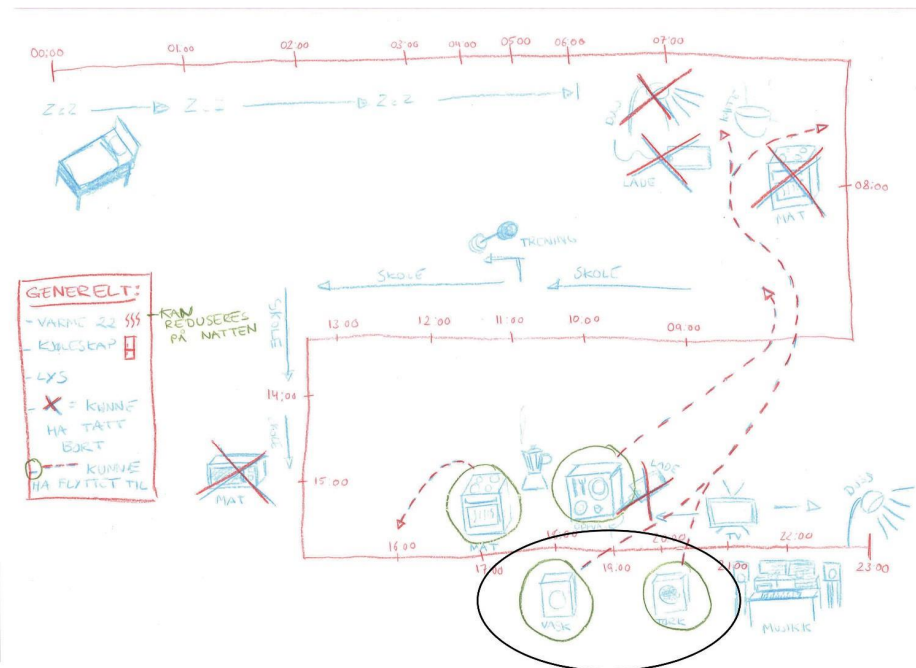 00:00 01:00 02:00 03:00 04:00 05:00 06:00 07:00
ZzZ Z ZzZ
DUSJ
KAFFE
LADE
MAT
08:00
TRENING
SKOLE SKOLE
GENERELT:
- VARME 22
KAN
REDUSERES
PÅ NATTEN
- KJØLESKAP
- LYS
- X = KUNNE
HA TATT
BORT
KUNNE
HA FLYTTET TIL
SKOLE
13:00 12:00 11:00 10:00 09:00
14:00
MAT
15:00
LADE
MAT
TV
DUSJ
16:00 17:00 19:00 20:00 21:00 22:00 23:00
VASK
TØRK
MUSIKK